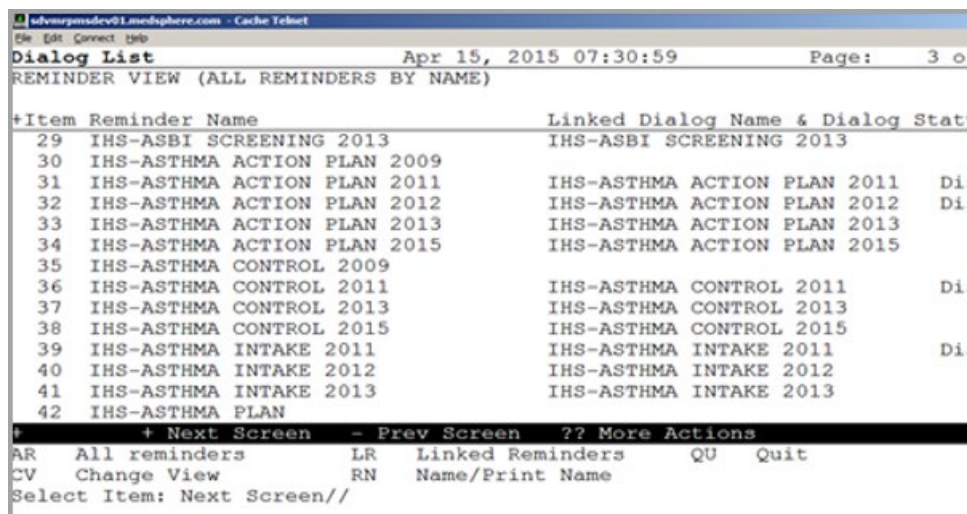 sdvmrpmsdev01.medsphere.com - Cache Telnet
File Edit Connect Help
Dialog List Apr 15, 2015 07:30:59 Page: 3 o
REMINDER VIEW (ALL REMINDERS BY NAME)
+Item Reminder Name Linked Dialog Name & Dialog Stat
29 IHS-ASBI SCREENING 2013 IHS-ASBI SCREENING 2013
30 IHS-ASTHMA ACTION PLAN 2009
31 IHS-ASTHMA ACTION PLAN 2011 IHS-ASTHMA ACTION PLAN 2011 Di
32 IHS-ASTHMA ACTION PLAN 2012 IHS-ASTHMA ACTION PLAN 2012 Di
33 IHS-ASTHMA ACTION PLAN 2013 IHS-ASTHMA ACTION PLAN 2013
34 IHS-ASTHMA ACTION PLAN 2015 IHS-ASTHMA ACTION PLAN 2015
35 IHS-ASTHMA CONTROL 2009
36 IHS-ASTHMA CONTROL 2011 IHS-ASTHMA CONTROL 2011 Di
37 IHS-ASTHMA CONTROL 2013 IHS-ASTHMA CONTROL 2013
38 IHS-ASTHMA CONTROL 2015 IHS-ASTHMA CONTROL 2015
39 IHS-ASTHMA INTAKE 2011 IHS-ASTHMA INTAKE 2011 Di
40 IHS-ASTHMA INTAKE 2012 IHS-ASTHMA INTAKE 2012
41 IHS-ASTHMA INTAKE 2013 IHS-ASTHMA INTAKE 2013
42 IHS-ASTHMA PLAN
+ + Next Screen - Prev Screen ?? More Actions
AR All reminders LR Linked Reminders QU Quit
CV Change View RN Name/Print Name
Select Item: Next Screen//